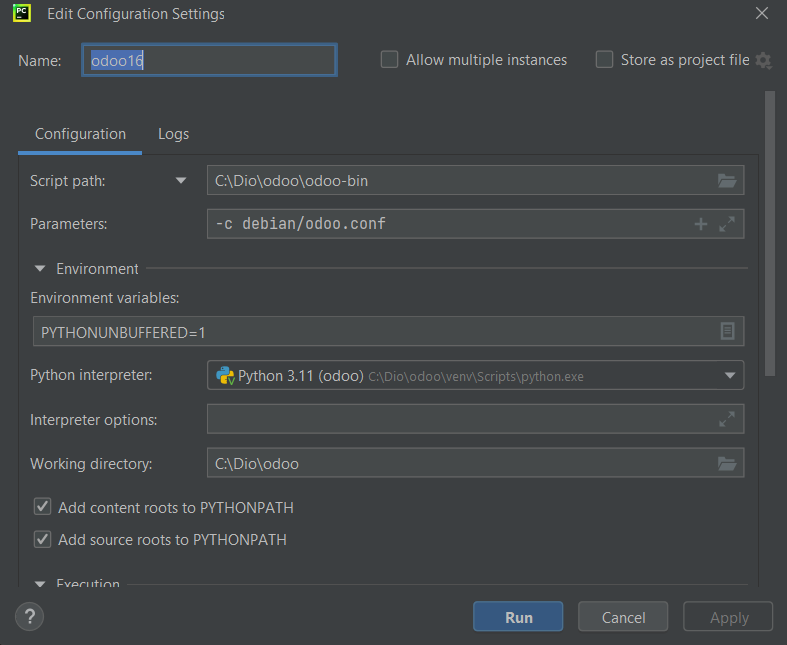 PC
Edit Configuration Settings
Name: odoo16 Allow multiple instances Store as project file
Configuration Logs
Script path: C:\Dio\odoo\odoo-bin
Parameters: -c debian/odoo.conf
Environment
Environment variables:
PYTHONUNBUFFERED=1
Python interpreter: Python 3.11 (odoo) C:\Dio\odoo\venv\Scripts\python.exe
Interpreter options:
Working directory: C:\Dio\odoo
Add content roots to PYTHONPATH
Add source roots to PYTHONPATH
Execution
? Run Cancel Apply